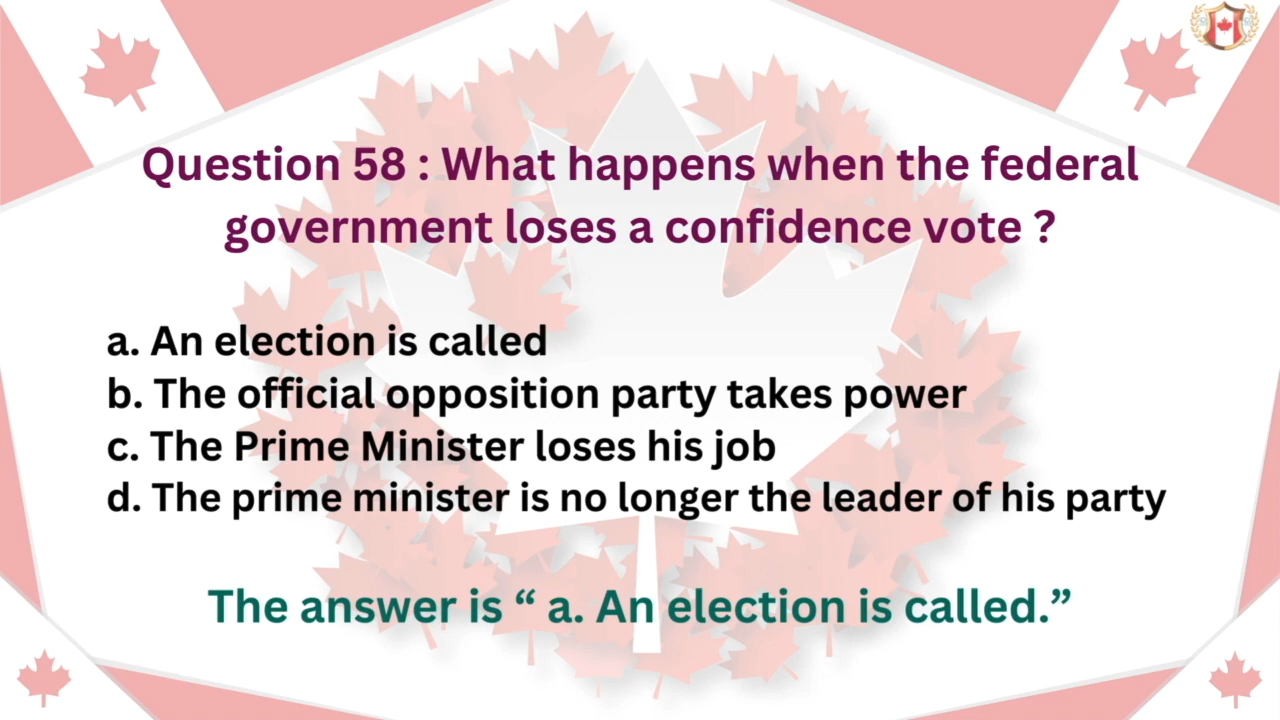 Question 58 : What happens when the federal
government loses a confidence vote ?
a. An election is called
b. The official opposition party takes power
c. The Prime Minister loses his job
d. The prime minister is no longer the leader of his party
The answer is “ a. An election is called.”